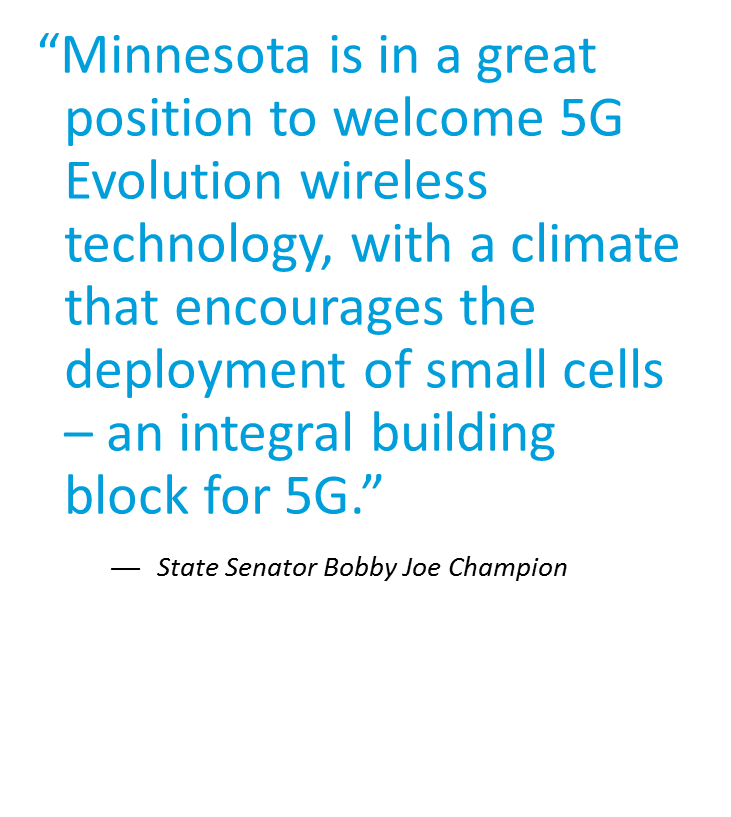 “Minnesota is in a great
position to welcome 5G
Evolution wireless
technology, with a climate
that encourages the
deployment of small cells
– an integral building
block for 5G.”
— State Senator Bobby Joe Champion